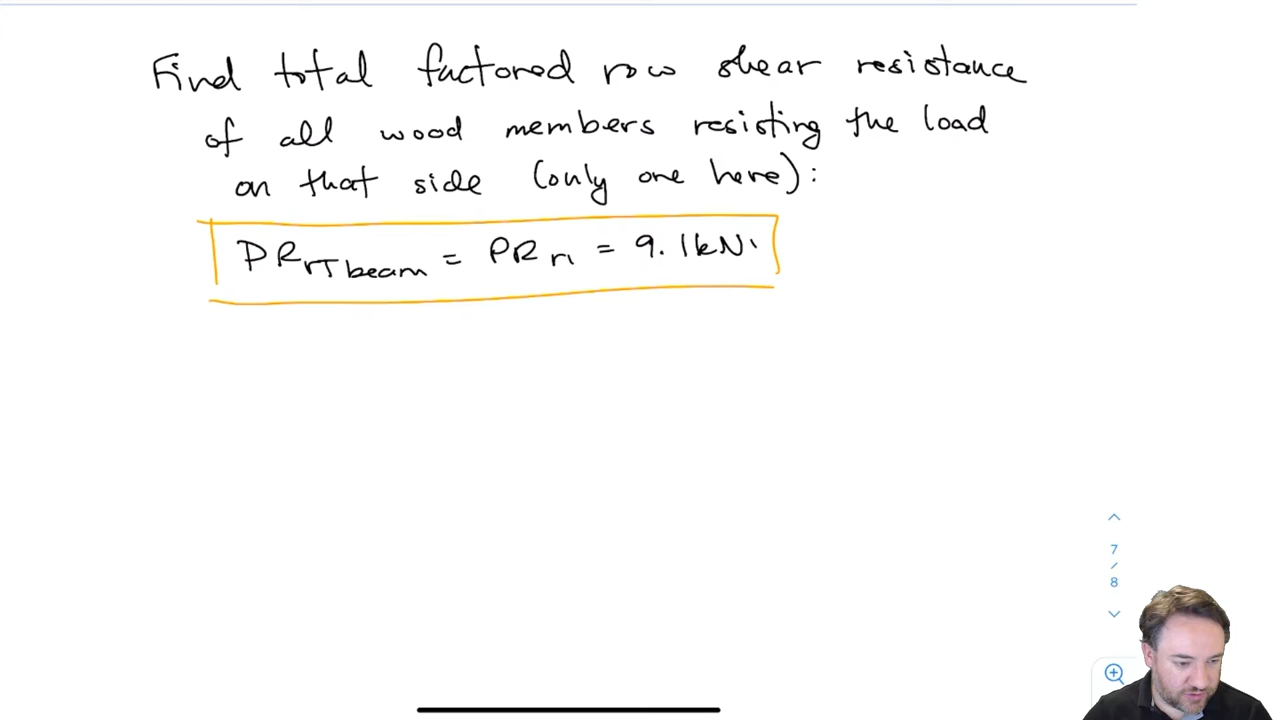 Find total factored row shear resistance
of all wood members resisting the load
on that side (only one here):
PRrT beam = PRri = 9.1kN.
7
/
8